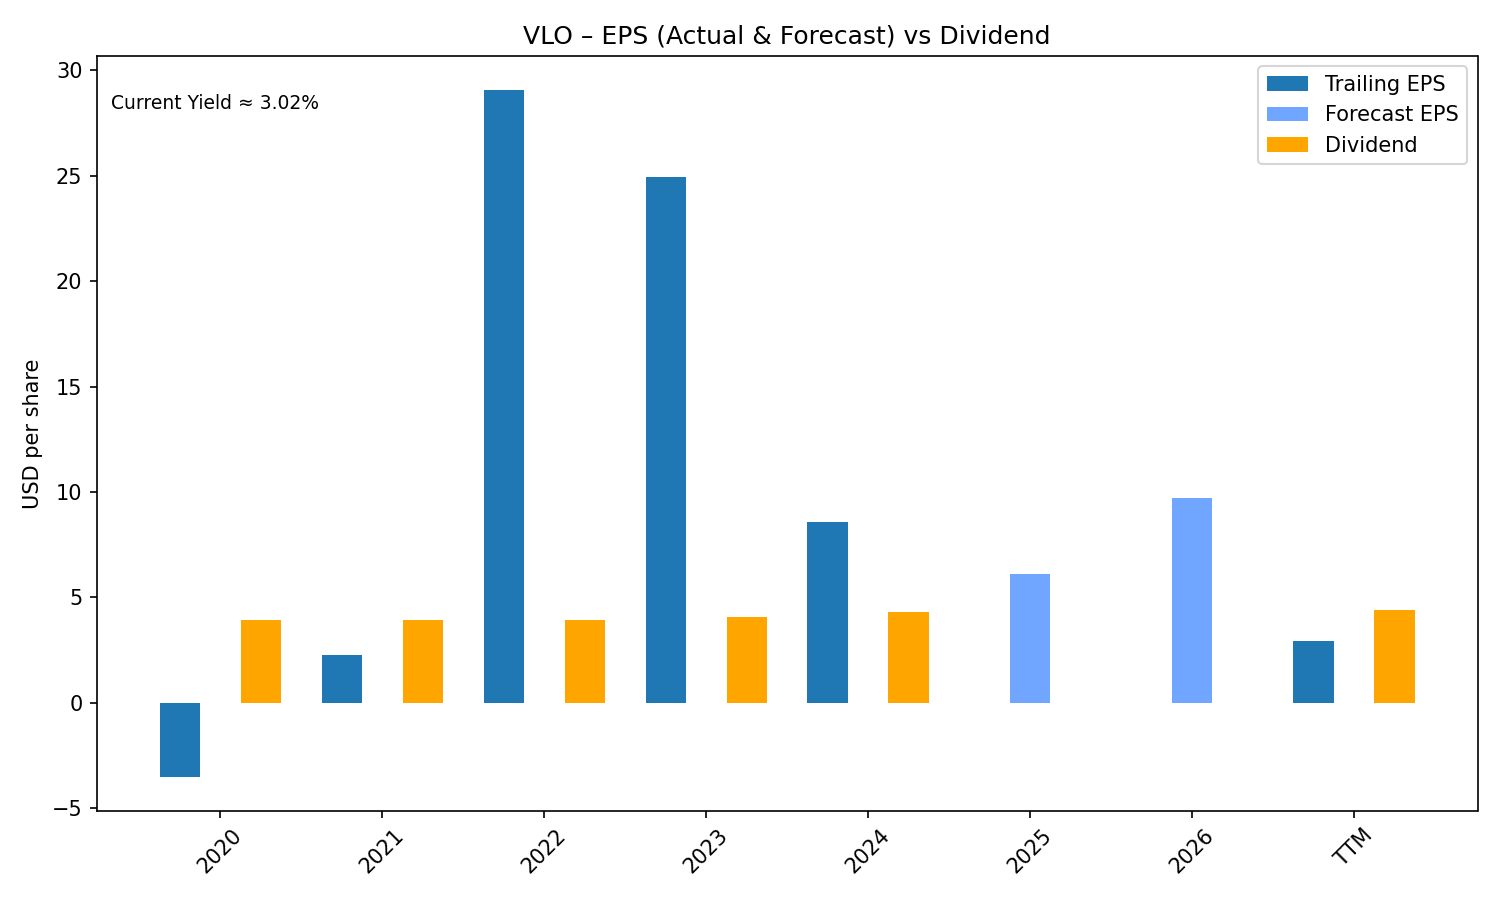 VLO – EPS (Actual & Forecast) vs Dividend
Current Yield ≈ 3.02%
Trailing EPS
Forecast EPS
Dividend
USD per share
30
25
20
15
10
5
0
−5
2020
2021
2022
2023
2024
2025
2026
TTM